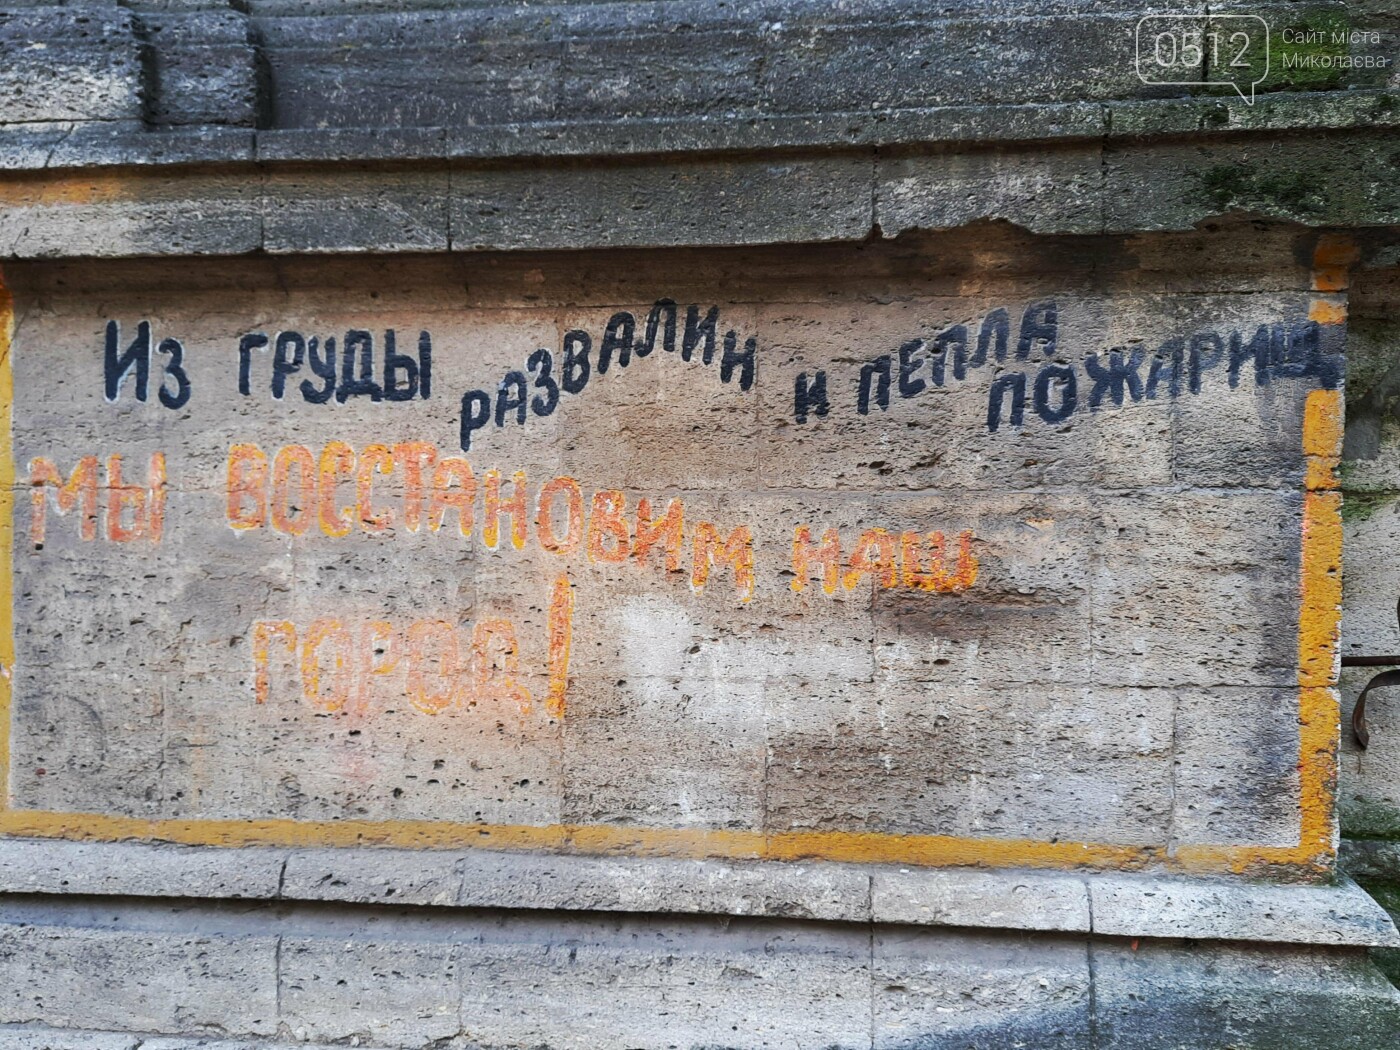 0512 Сайт міста
Миколаєва
Из груды развалин и пепла пожарищ
мы восстановим наш
город!